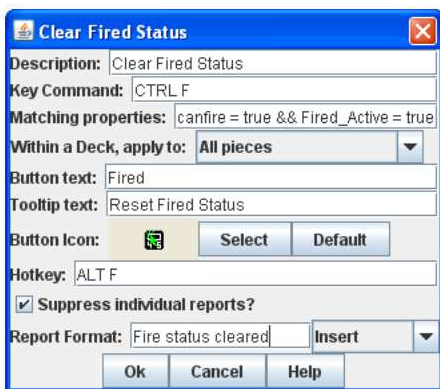 Clear Fired Status
Description: Clear Fired Status
Key Command: CTRL F
Matching properties: canfire = true && Fired_Active = true
Within a Deck, apply to: All pieces
Button text: Fired
Tooltip text: Reset Fired Status
Button Icon: Select Default
Hotkey: ALT F
Suppress individual reports?
Report Format: Fire status cleared Insert
Ok Cancel Help